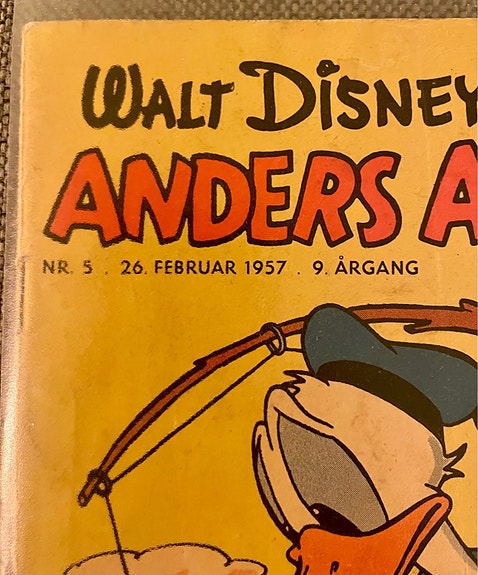 WALT DISNEY
ANDERS A
NR. 5 . 26. FEBRUAR 1957 . 9. ÅRGANG